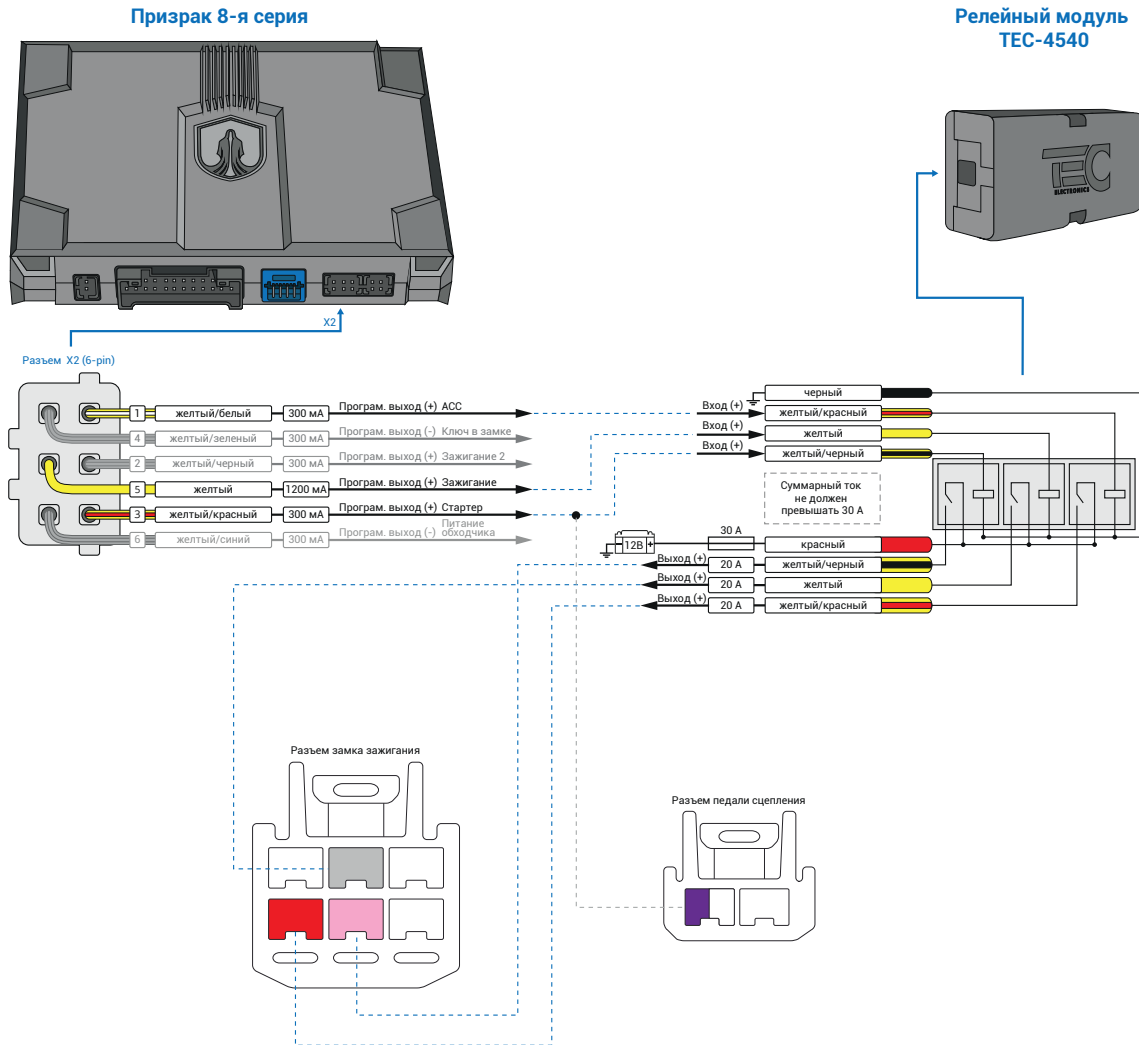 Призрак 8-я серия
Релейный модуль
TEC-4540
TEC
ELECTRONICS
X2
Разъем X2 (6-pin)
1 желтый/белый 300 мА Програм. выход (+) ACC
4 желтый/зеленый 300 мА Програм. выход (-) Ключ в замке
2 желтый/черный 300 мА Програм. выход (+) Зажигание 2
5 желтый 1200 мА Програм. выход (+) Зажигание
3 желтый/красный 300 мА Програм. выход (+) Стартер
6 желтый/синий 300 мА Програм. выход (-) Питание
обходчика
черный
Вход (+) желтый/красный
Вход (+) желтый
Вход (+) желтый/черный
Суммарный ток
не должен
превышать 30 А
12В + 30 А красный
Выход (+) 20 А желтый/черный
Выход (+) 20 А желтый
Выход (+) 20 А желтый/красный
Разъем замка зажигания
Разъем педали сцепления